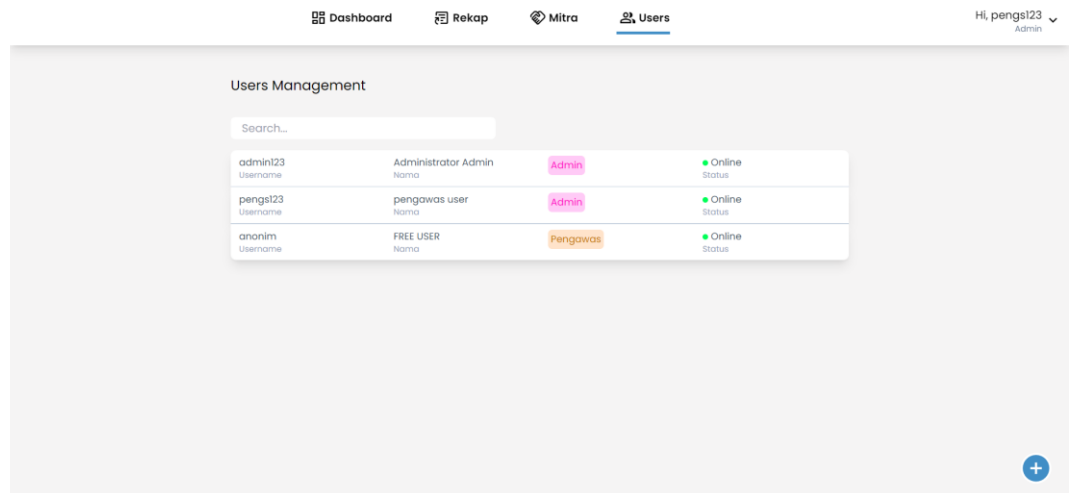 Dashboard Rekap Mitra Users Hi, pengs123
Admin
Users Management
Search...
admin123 Administrator Admin Admin Online
Username Nama Status
pengs123 pengawas user Admin Online
Username Nama Status
anonim FREE USER Pengawas Online
Username Nama Status